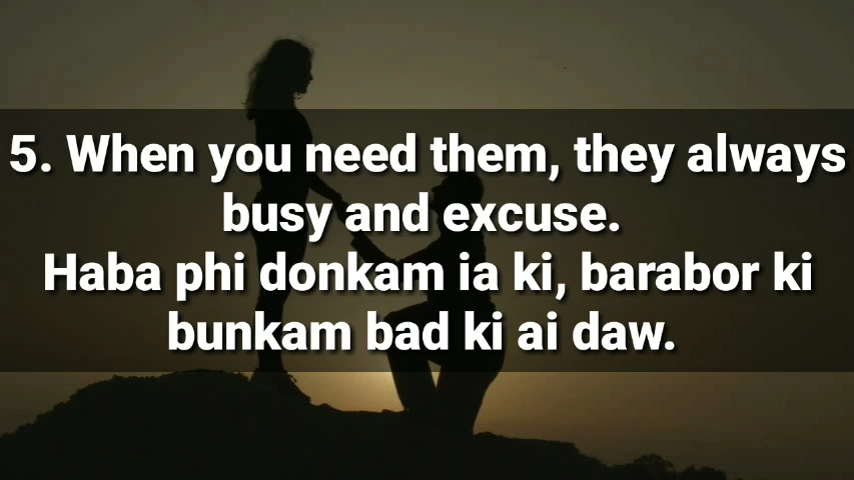 5. When you need them, they always
busy and excuse.
Haba phi donkam ia ki, barabor ki
bunkam bad ki ai daw.